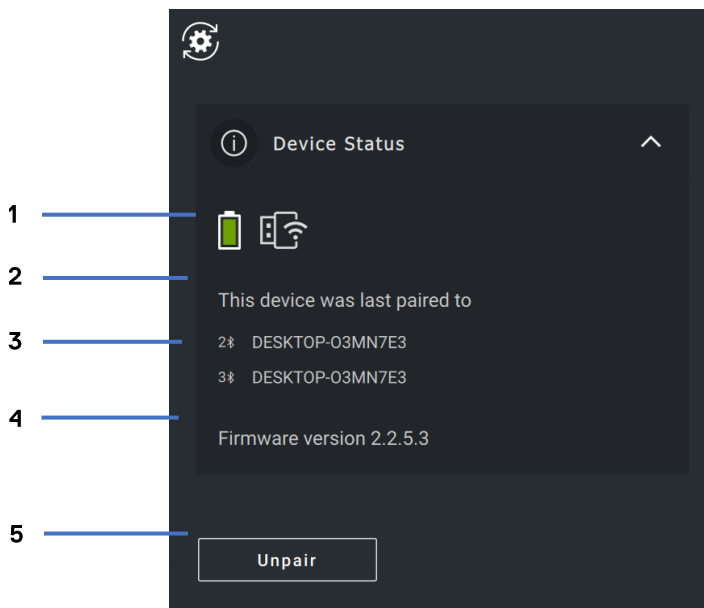 Device Status
1
2
This device was last paired to
3
2 DESKTOP-O3MN7E3
3 DESKTOP-O3MN7E3
4
Firmware version 2.2.5.3
5
Unpair